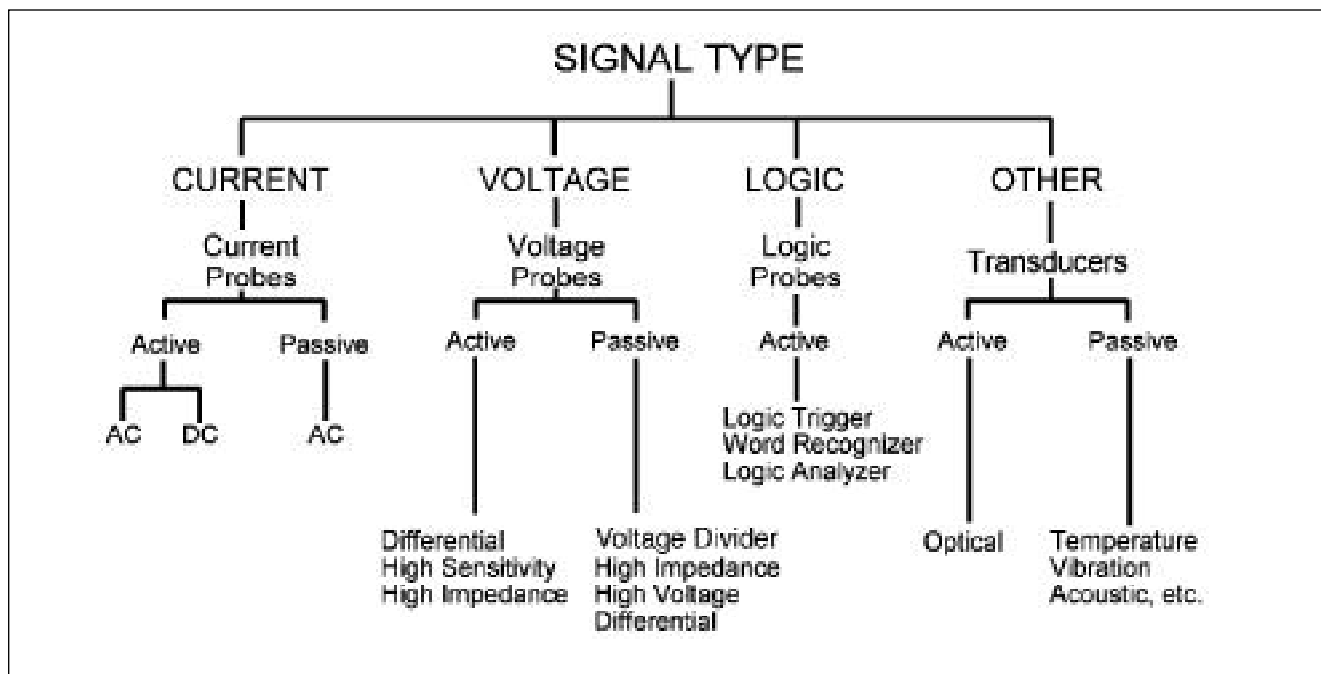 SIGNAL TYPE
CURRENT
VOLTAGE
LOGIC
OTHER
Current
Probes
Voltage
Probes
Logic
Probes
Transducers
Active
Passive
Active
Passive
Active
Active
Passive
AC
DC
AC
Logic Trigger
Word Recognizer
Logic Analyzer
Differential
High Sensitivity
High Impedance
Voltage Divider
High Impedance
High Voltage
Differential
Optical
Temperature
Vibration
Acoustic, etc.